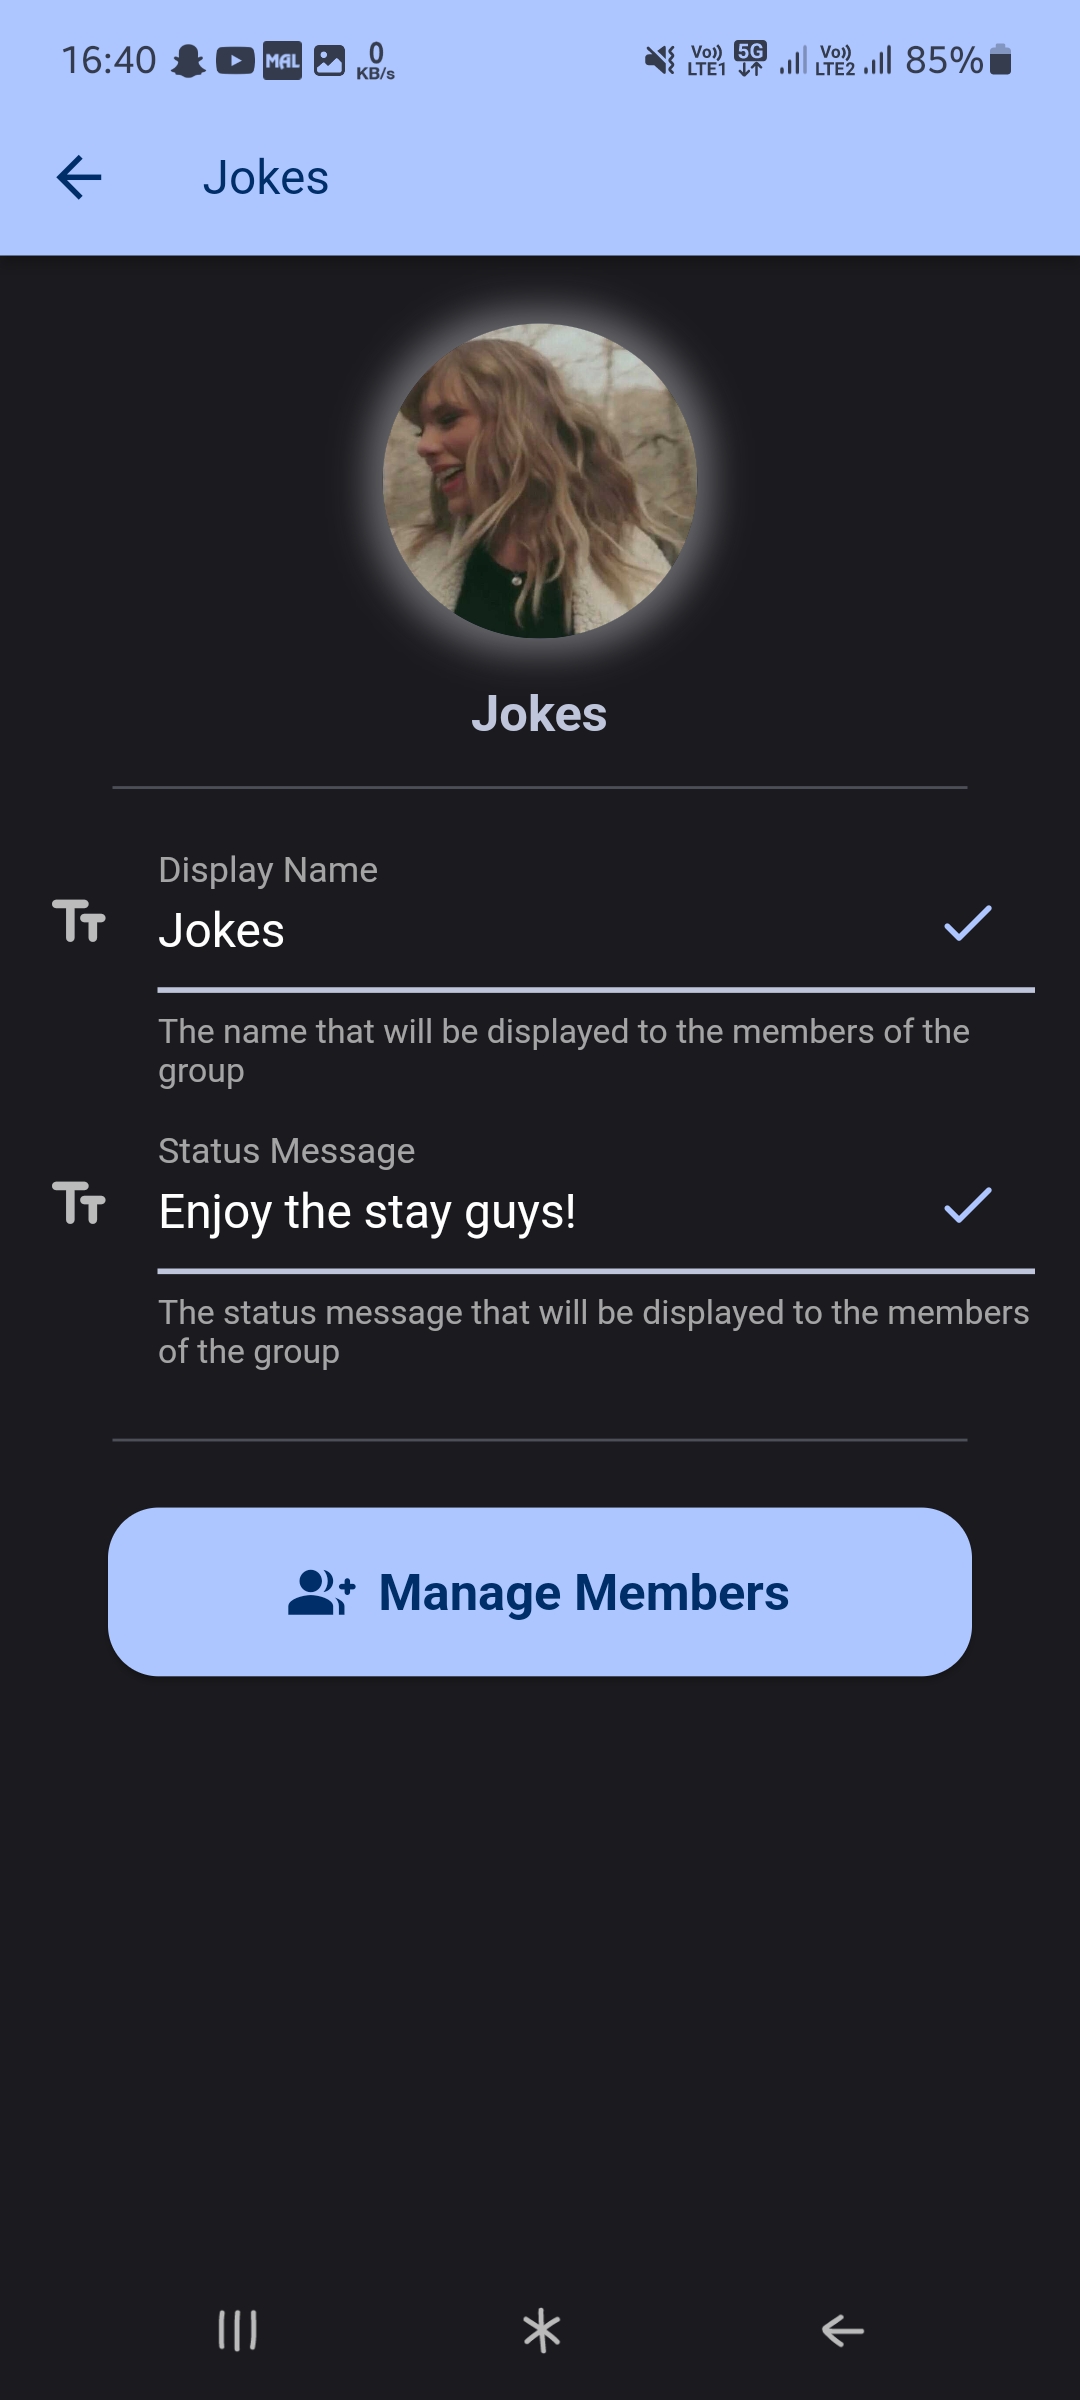 16:40 MAL 0 KB/s Vo)) LTE1 5G Vo)) LTE2 85%
Jokes
Jokes
Display Name
Jokes
The name that will be displayed to the members of the
group
Status Message
Enjoy the stay guys!
The status message that will be displayed to the members
of the group
Manage Members